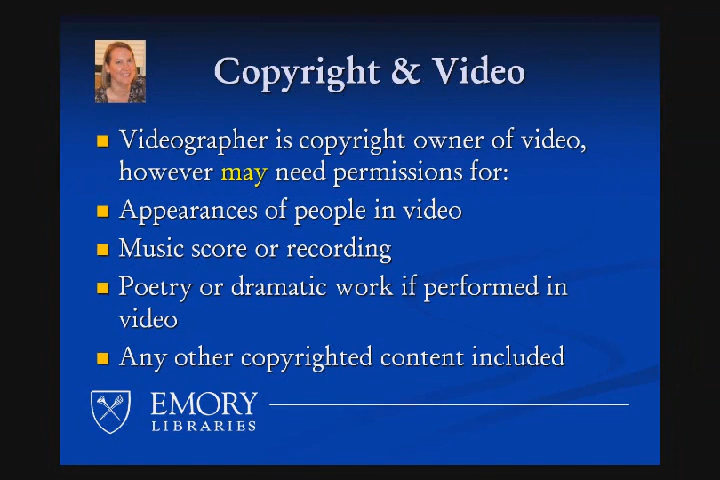 Copyright & Video
Videographer is copyright owner of video,
however may need permissions for:
Appearances of people in video
Music score or recording
Poetry or dramatic work if performed in
video
Any other copyrighted content included
EMORY
LIBRARIES